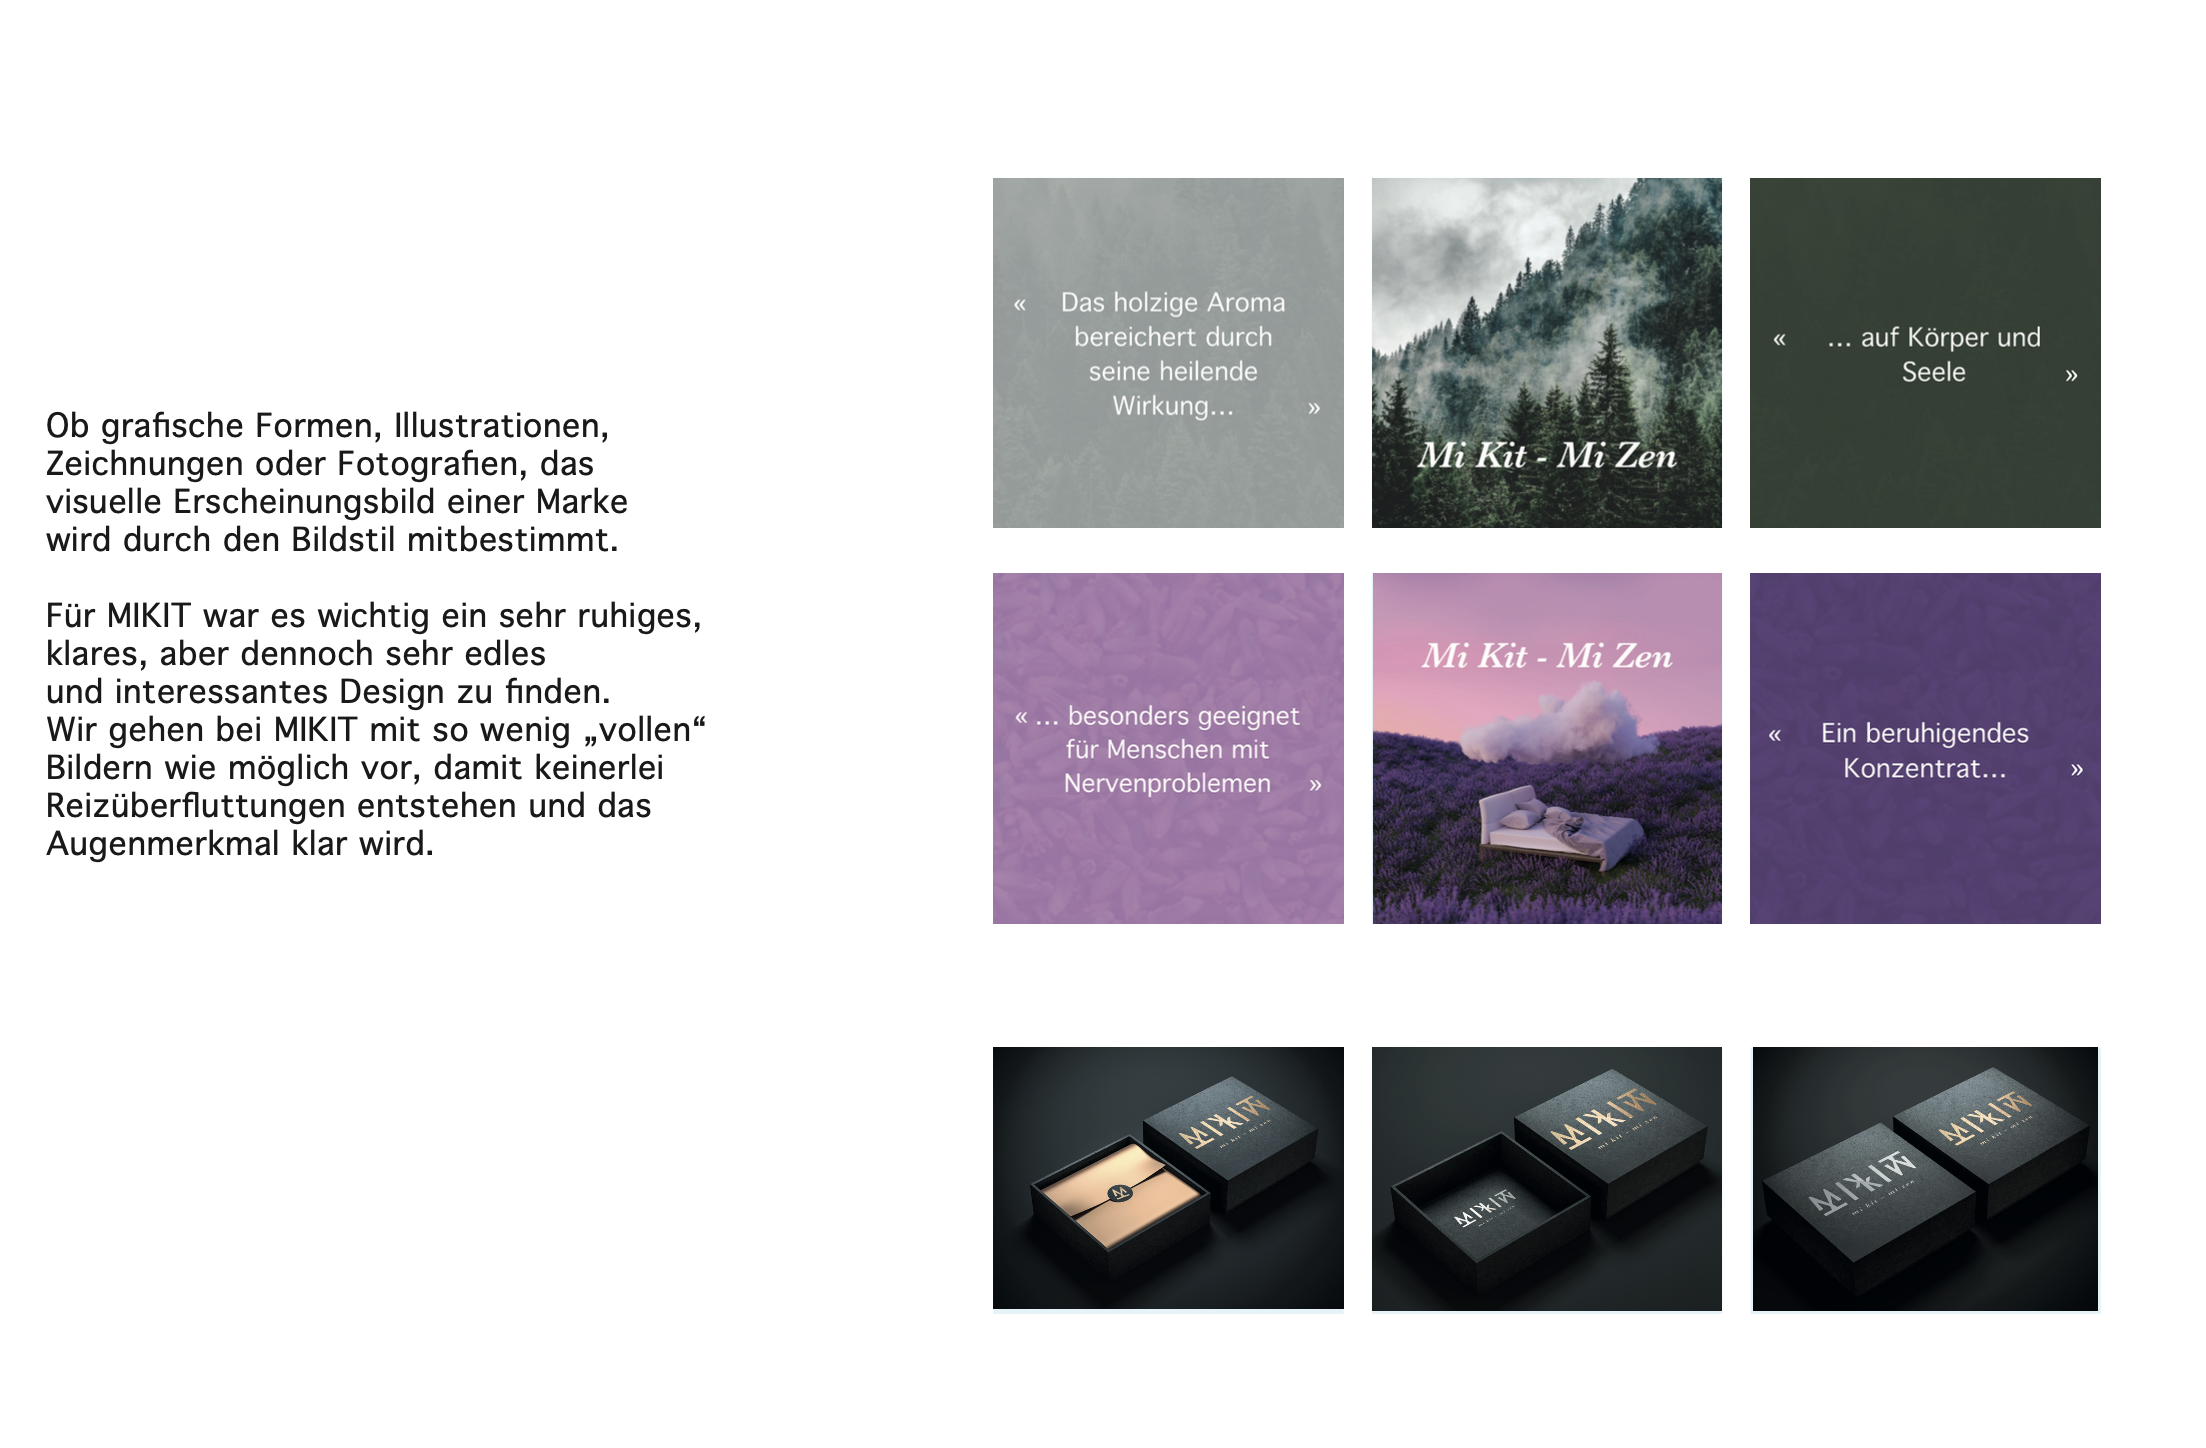 Ob grafische Formen, Illustrationen,
Zeichnungen oder Fotografien, das
visuelle Erscheinungsbild einer Marke
wird durch den Bildstil mitbestimmt.
Für MIKIT war es wichtig ein sehr ruhiges,
klares, aber dennoch sehr edles
und interessantes Design zu finden.
Wir gehen bei MIKIT mit so wenig „vollen“
Bildern wie möglich vor, damit keinerlei
Reizüberfluttungen entstehen und das
Augenmerkmal klar wird.
« Das holzige Aroma
bereichert durch
seine heilende
Wirkung... »
Mi Kit - Mi Zen
« ... auf Körper und
Seele »
« ... besonders geeignet
für Menschen mit
Nervenproblemen »
Mi Kit - Mi Zen
« Ein beruhigendes
Konzentrat... »
MIKIT
mi kit - mi zen
MIKIT
mi kit - mi zen
MIKIT
mi kit - mi zen
MIKIT
mi kit - mi zen
MIKIT
mi kit - mi zen